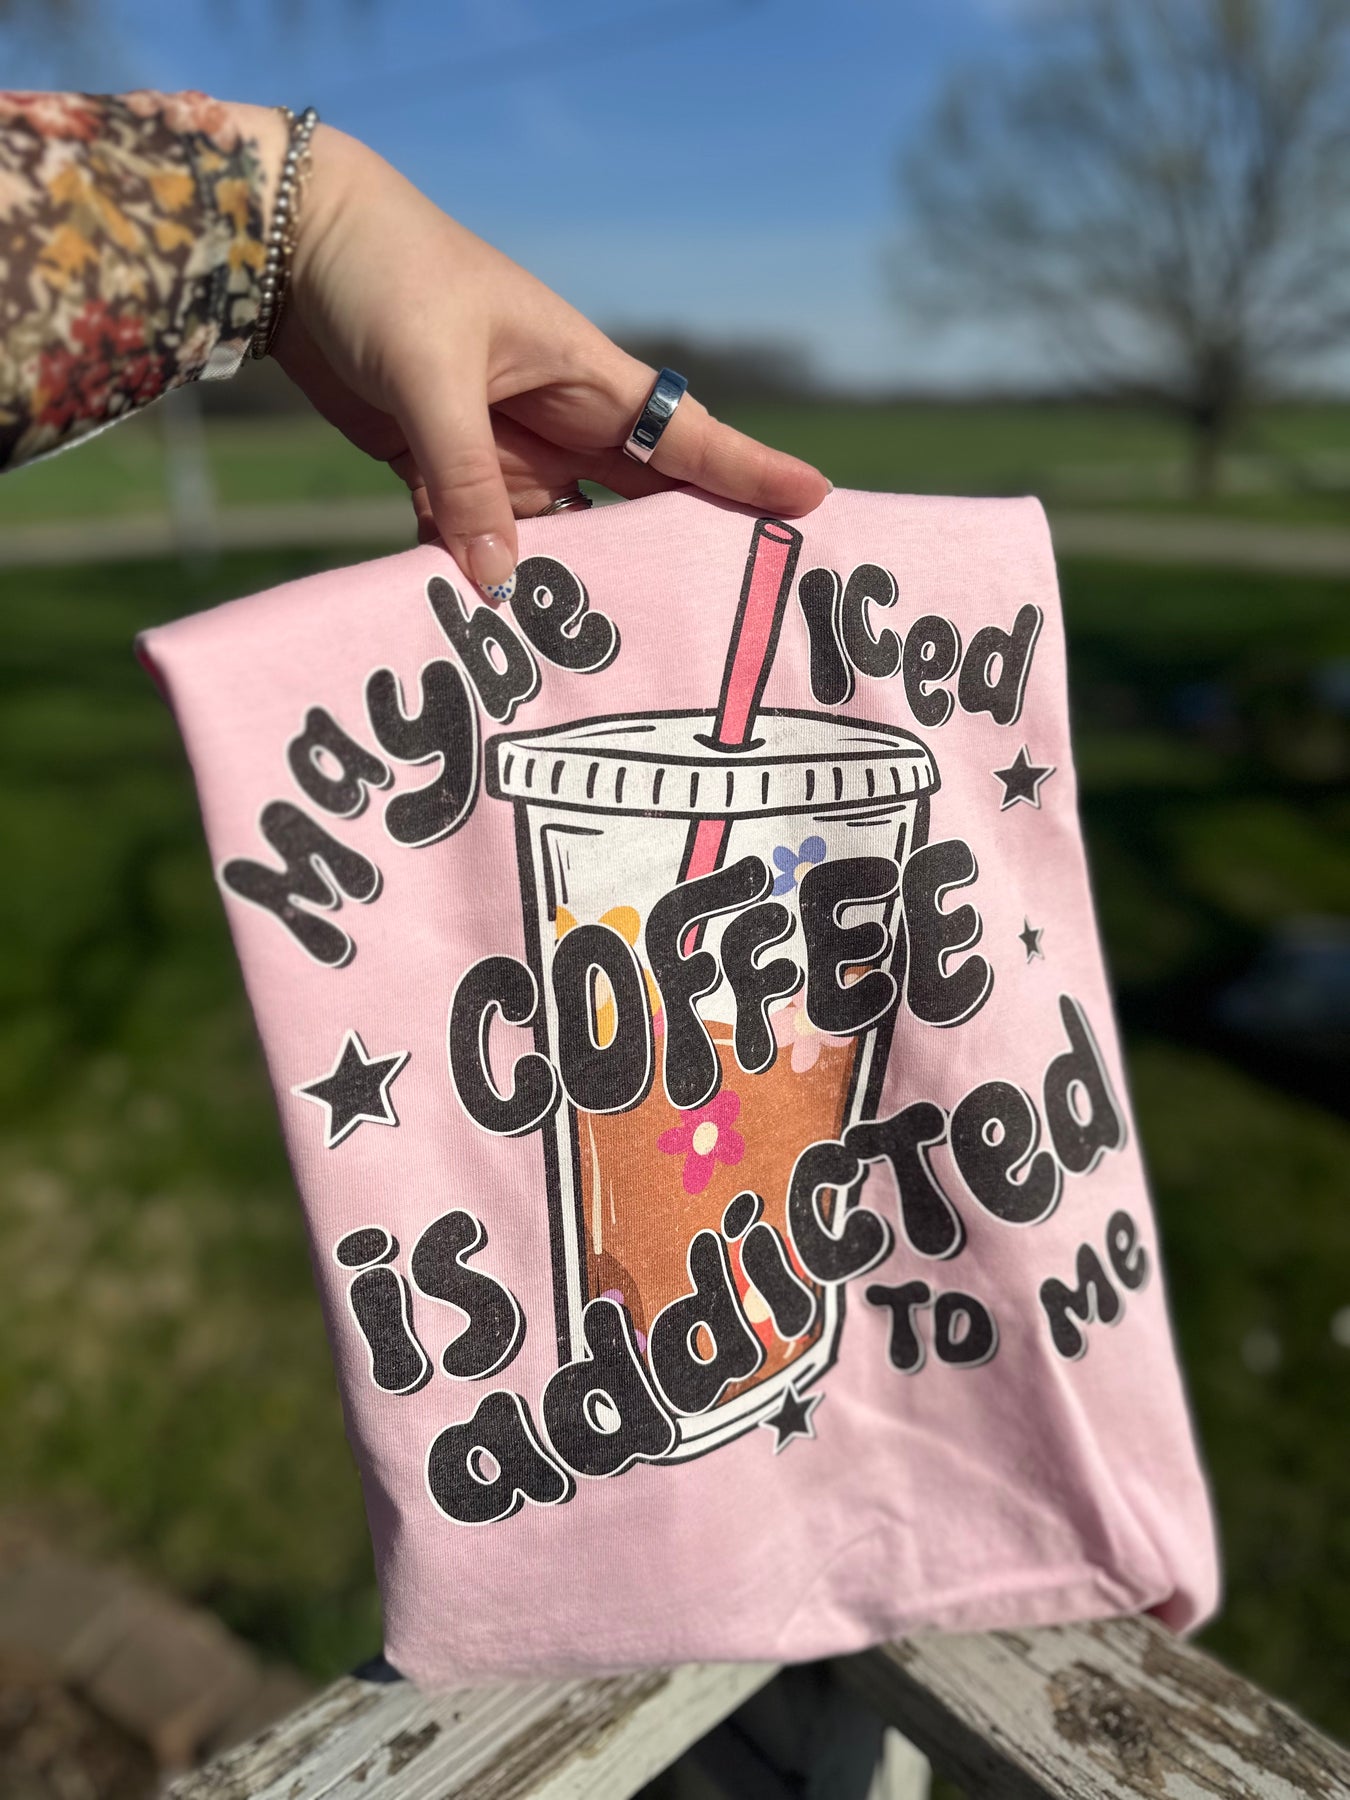 Maybe Iced
COFFEE
is addicted
TO Me